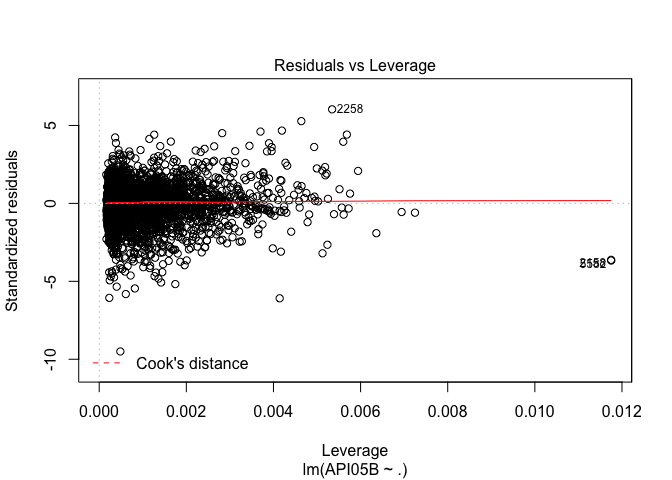 Residuals vs Leverage
Standardized residuals
5
0
-5
-10
2258
Cook's distance
0.000 0.002 0.004 0.006 0.008 0.010 0.012
Leverage
lm(API05B ~ .)